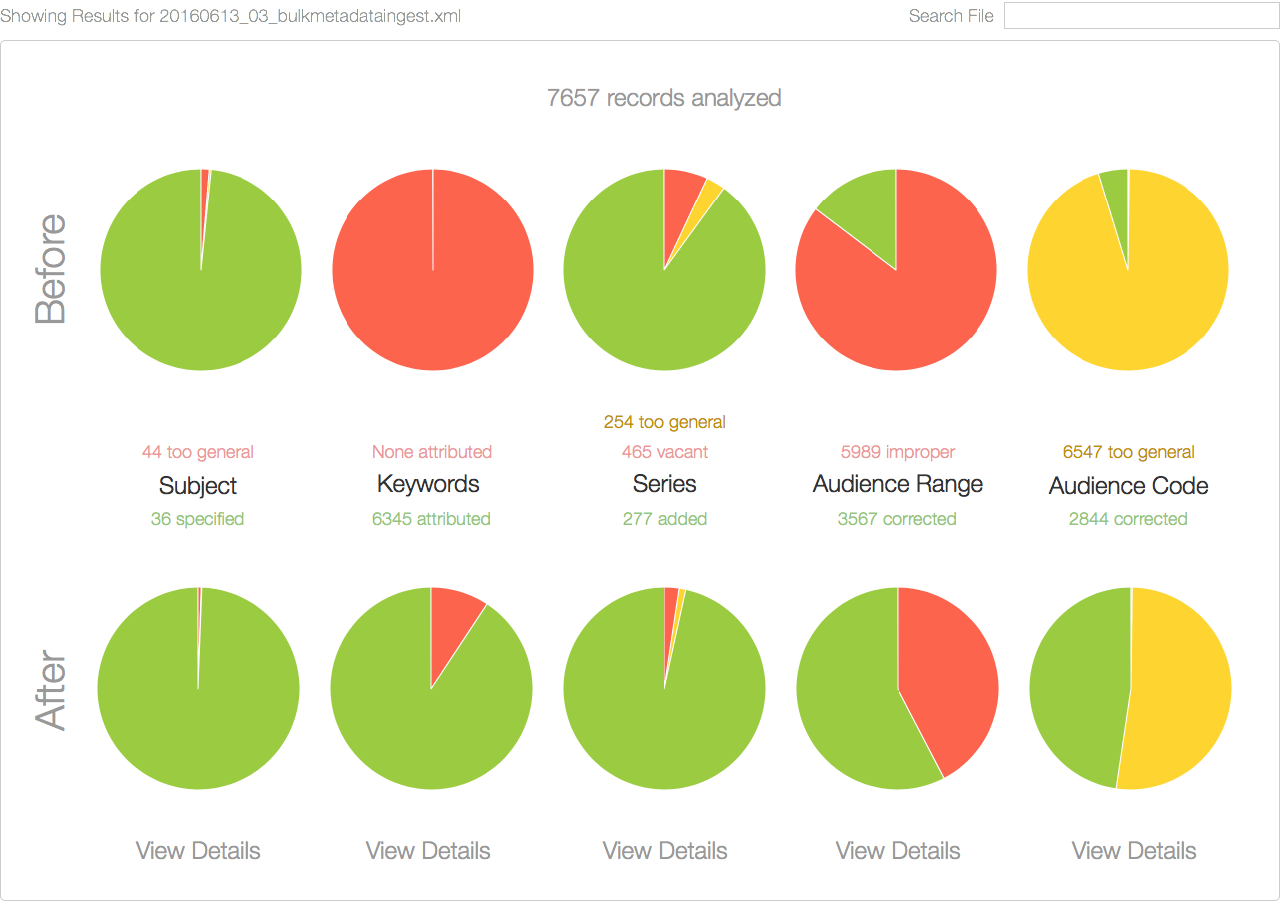 Showing Results for 20160613_03_bulkmetadataingest.xml
Search File
7657 records analyzed
Before
254 too general
44 too general
None attributed
465 vacant
5989 improper
6547 too general
Subject
Keywords
Series
Audience Range
Audience Code
36 specified
6345 attributed
277 added
3567 corrected
2844 corrected
After
View Details
View Details
View Details
View Details
View Details